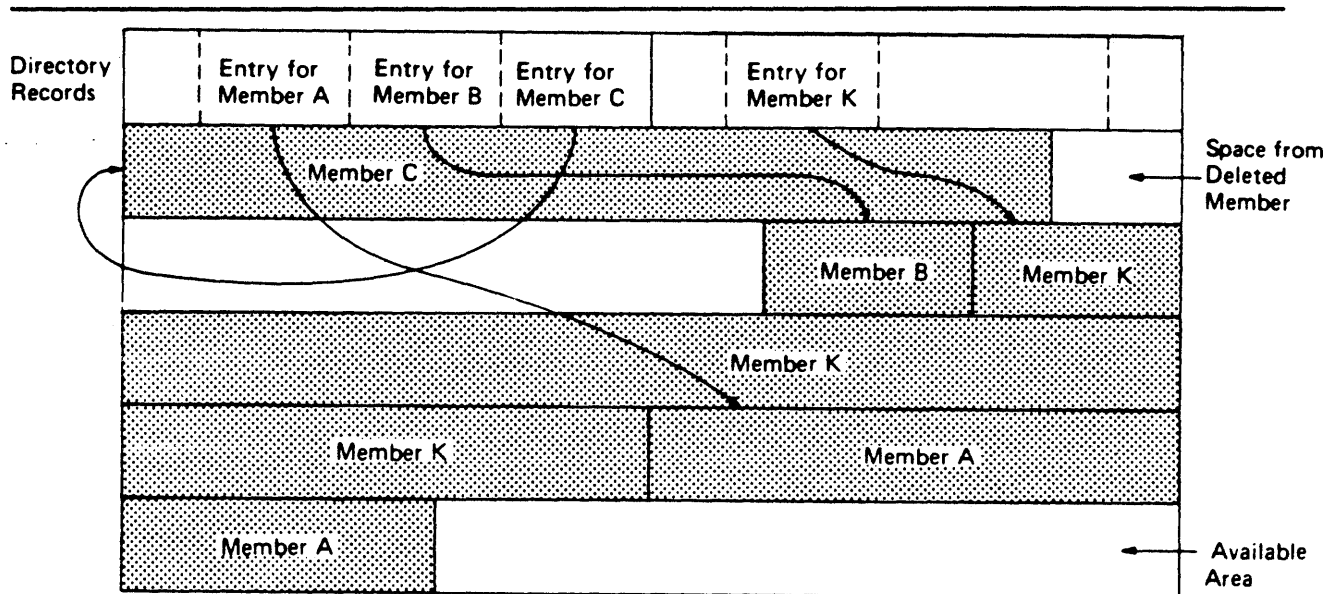 Directory
Records
Entry for
Member A
Entry for
Member B
Entry for
Member C
Entry for
Member K
Member C
Space from
Deleted
Member
Member B
Member K
Member K
Member K
Member A
Member A
Available
Area